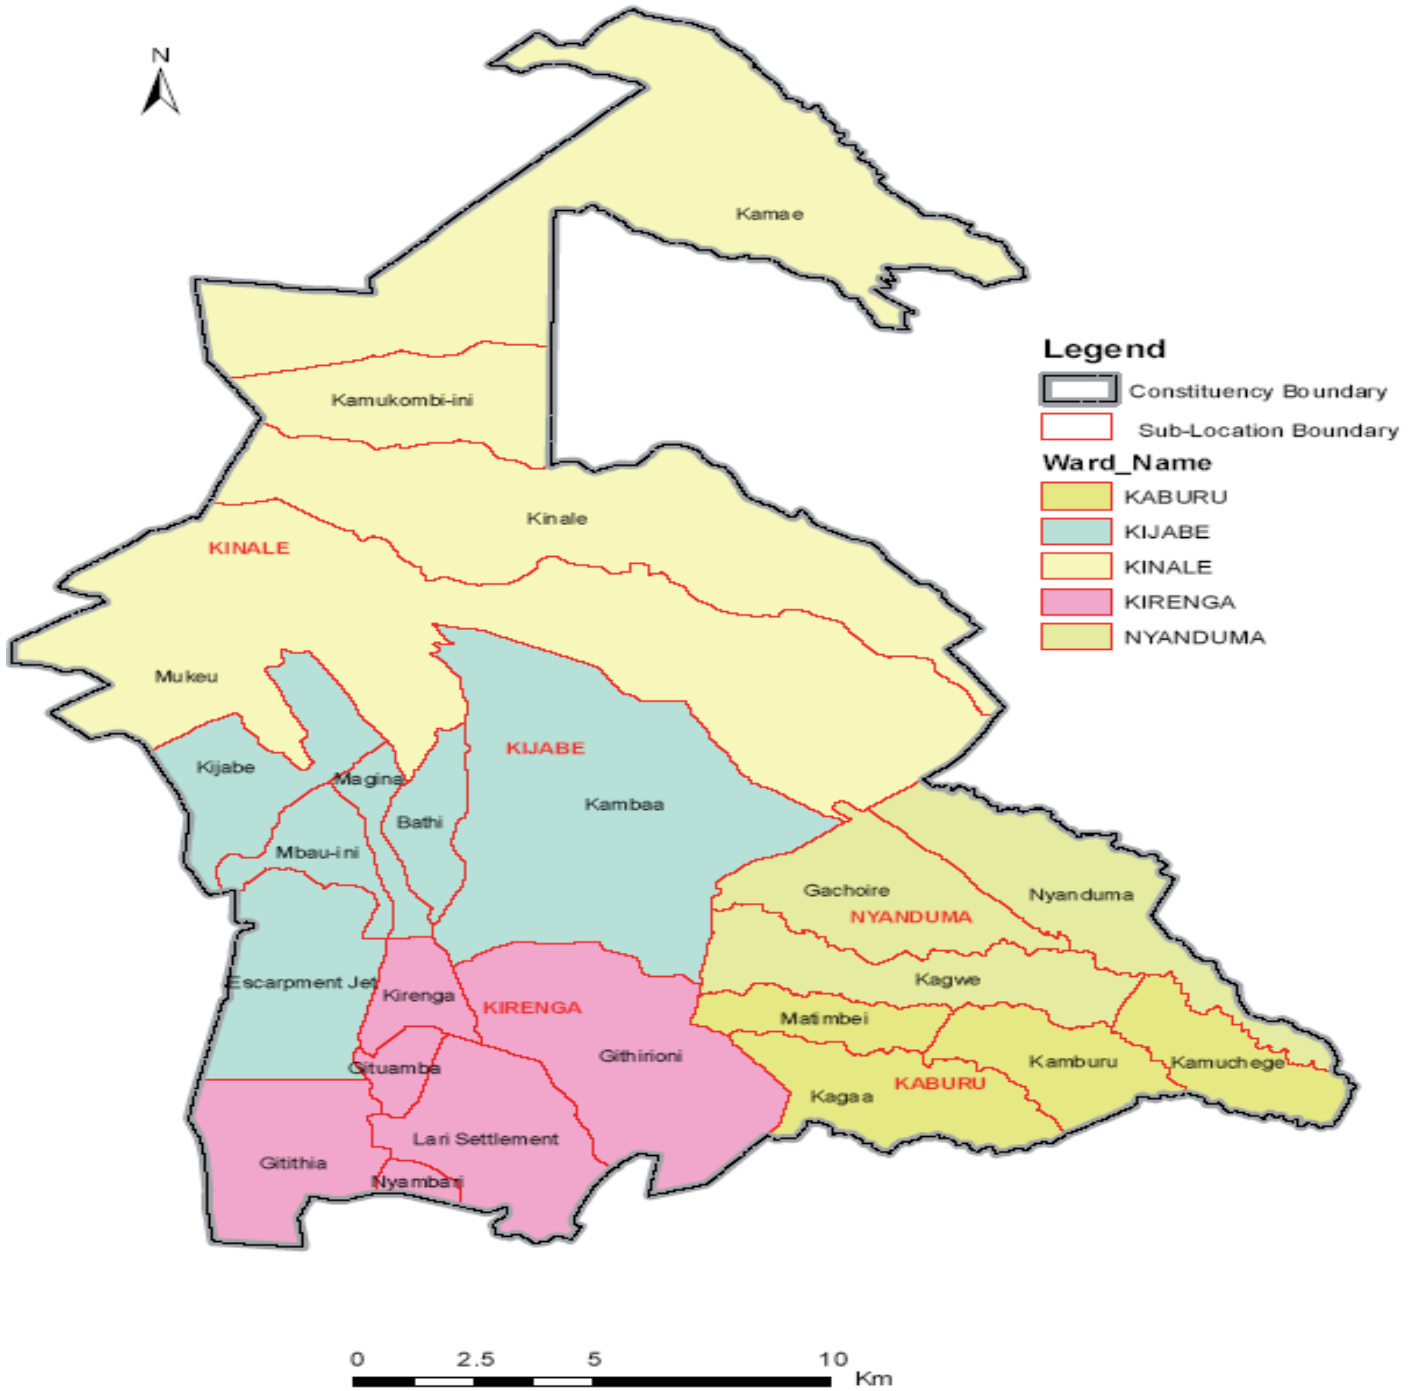 N
Kamae
Legend
Constituency Boundary
Sub-Location Boundary
Ward_Name
KABURU
KIJABE
KINALE
KIRENGA
NYANDUMA
Kamukombi-ini
Kinale
KINALE
Mukeu
KIJABE
Kijabe
Magina
Kambaa
Bathi
Mbau-ini
Gachoire
Nyanduma
NYANDUMA
Escarpment Jet
Kagwe
Kirenga
KIRENGA
Matimbei
Githirioni
Kamburu
Kamuchege
Gituamba
KABURU
Kagaa
Lari Settlement
Gitithia
Nyambari
0 2.5 5 10
Km